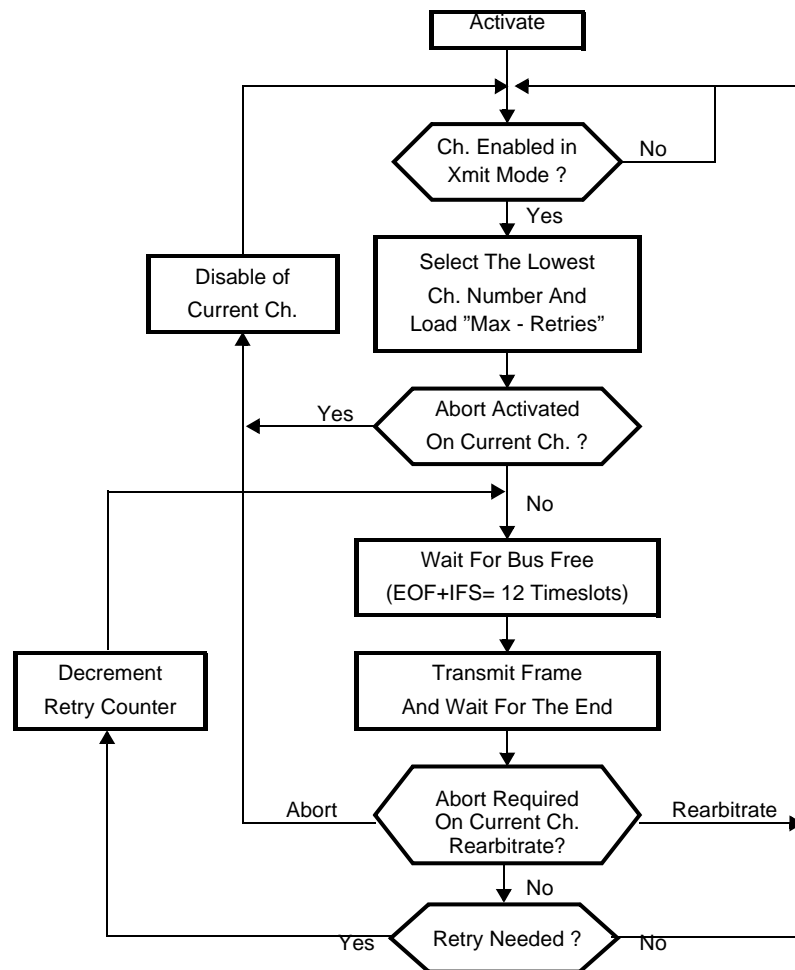 Activate
Ch. Enabled in
Xmit Mode ?
No
Yes
Select The Lowest
Ch. Number And
Load ”Max - Retries”
Disable of
Current Ch.
Yes
Abort Activated
On Current Ch. ?
No
Wait For Bus Free
(EOF+IFS= 12 Timeslots)
Decrement
Retry Counter
Transmit Frame
And Wait For The End
Abort
Abort Required
On Current Ch.
Rearbitrate?
Rearbitrate
No
Yes
Retry Needed ?
No